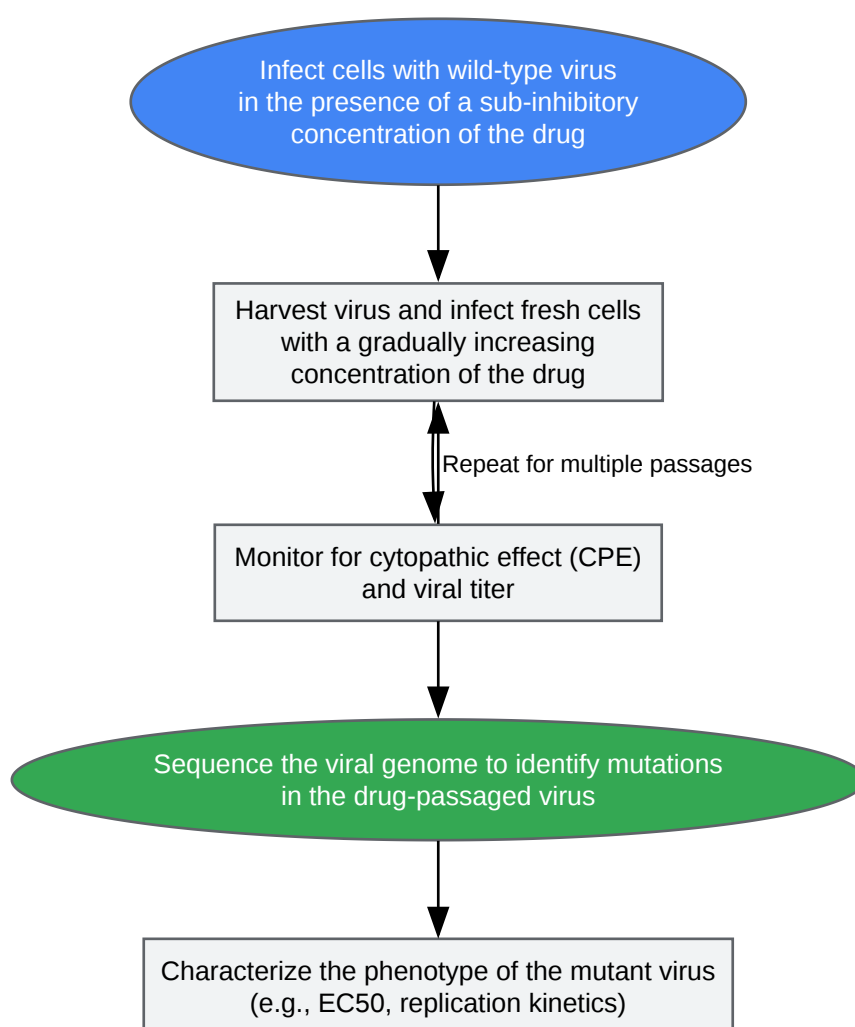 Infect cells with wild-type virus
in the presence of a sub-inhibitory
concentration of the drug
Harvest virus and infect fresh cells
with a gradually increasing
concentration of the drug
Repeat for multiple passages
Monitor for cytopathic effect (CPE)
and viral titer
Sequence the viral genome to identify mutations
in the drug-passaged virus
Characterize the phenotype of the mutant virus
(e.g., EC50, replication kinetics)